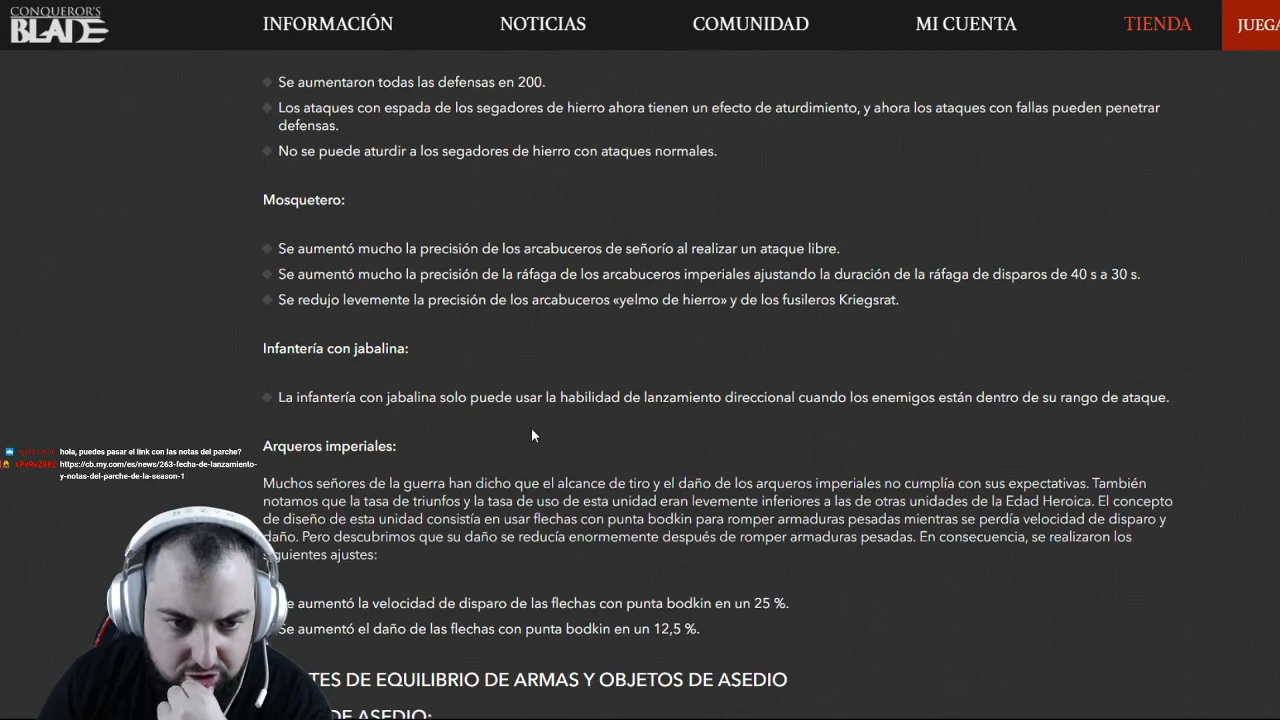 CONQUEROR'S
BLADE
INFORMACIÓN
NOTICIAS
COMUNIDAD
MI CUENTA
TIENDA
JUEGA
Se aumentaron todas las defensas en 200.
Los ataques con espada de los segadores de hierro ahora tienen un efecto de aturdimiento, y ahora los ataques con fallas pueden penetrar
defensas.
No se puede aturdir a los segadores de hierro con ataques normales.
Mosquetero:
Se aumentó mucho la precisión de los arcabuceros de señorío al realizar un ataque libre.
Se aumentó mucho la precisión de la ráfaga de los arcabuceros imperiales ajustando la duración de la ráfaga de disparos de 40 s a 30 s.
Se redujo levemente la precisión de los arcabuceros «yelmo de hierro» y de los fusileros Kriegsrat.
Infantería con jabalina:
La infantería con jabalina solo puede usar la habilidad de lanzamiento direccional cuando los enemigos están dentro de su rango de ataque.
hola, puedes pasar el link con las notas del parche?
https://cb.my.com/es/news/263-fecha-de-lanzamiento-
y-notas-del-parche-de-la-season-1
Arqueros imperiales:
Muchos señores de la guerra han dicho que el alcance de tiro y el daño de los arqueros imperiales no cumplía con sus expectativas. También
notamos que la tasa de triunfos y la tasa de uso de esta unidad eran levemente inferiores a las de otras unidades de la Edad Heroica. El concepto
de diseño de esta unidad consistía en usar flechas con punta bodkin para romper armaduras pesadas mientras se perdía velocidad de disparo y
daño. Pero descubrimos que su daño se reducía enormemente después de romper armaduras pesadas. En consecuencia, se realizaron los
siguientes ajustes:
e aumentó la velocidad de disparo de las flechas con punta bodkin en un 25 %.
Se aumentó el daño de las flechas con punta bodkin en un 12,5 %.
TES DE EQUILIBRIO DE ARMAS Y OBJETOS DE ASEDIO
DE ASEDIO: